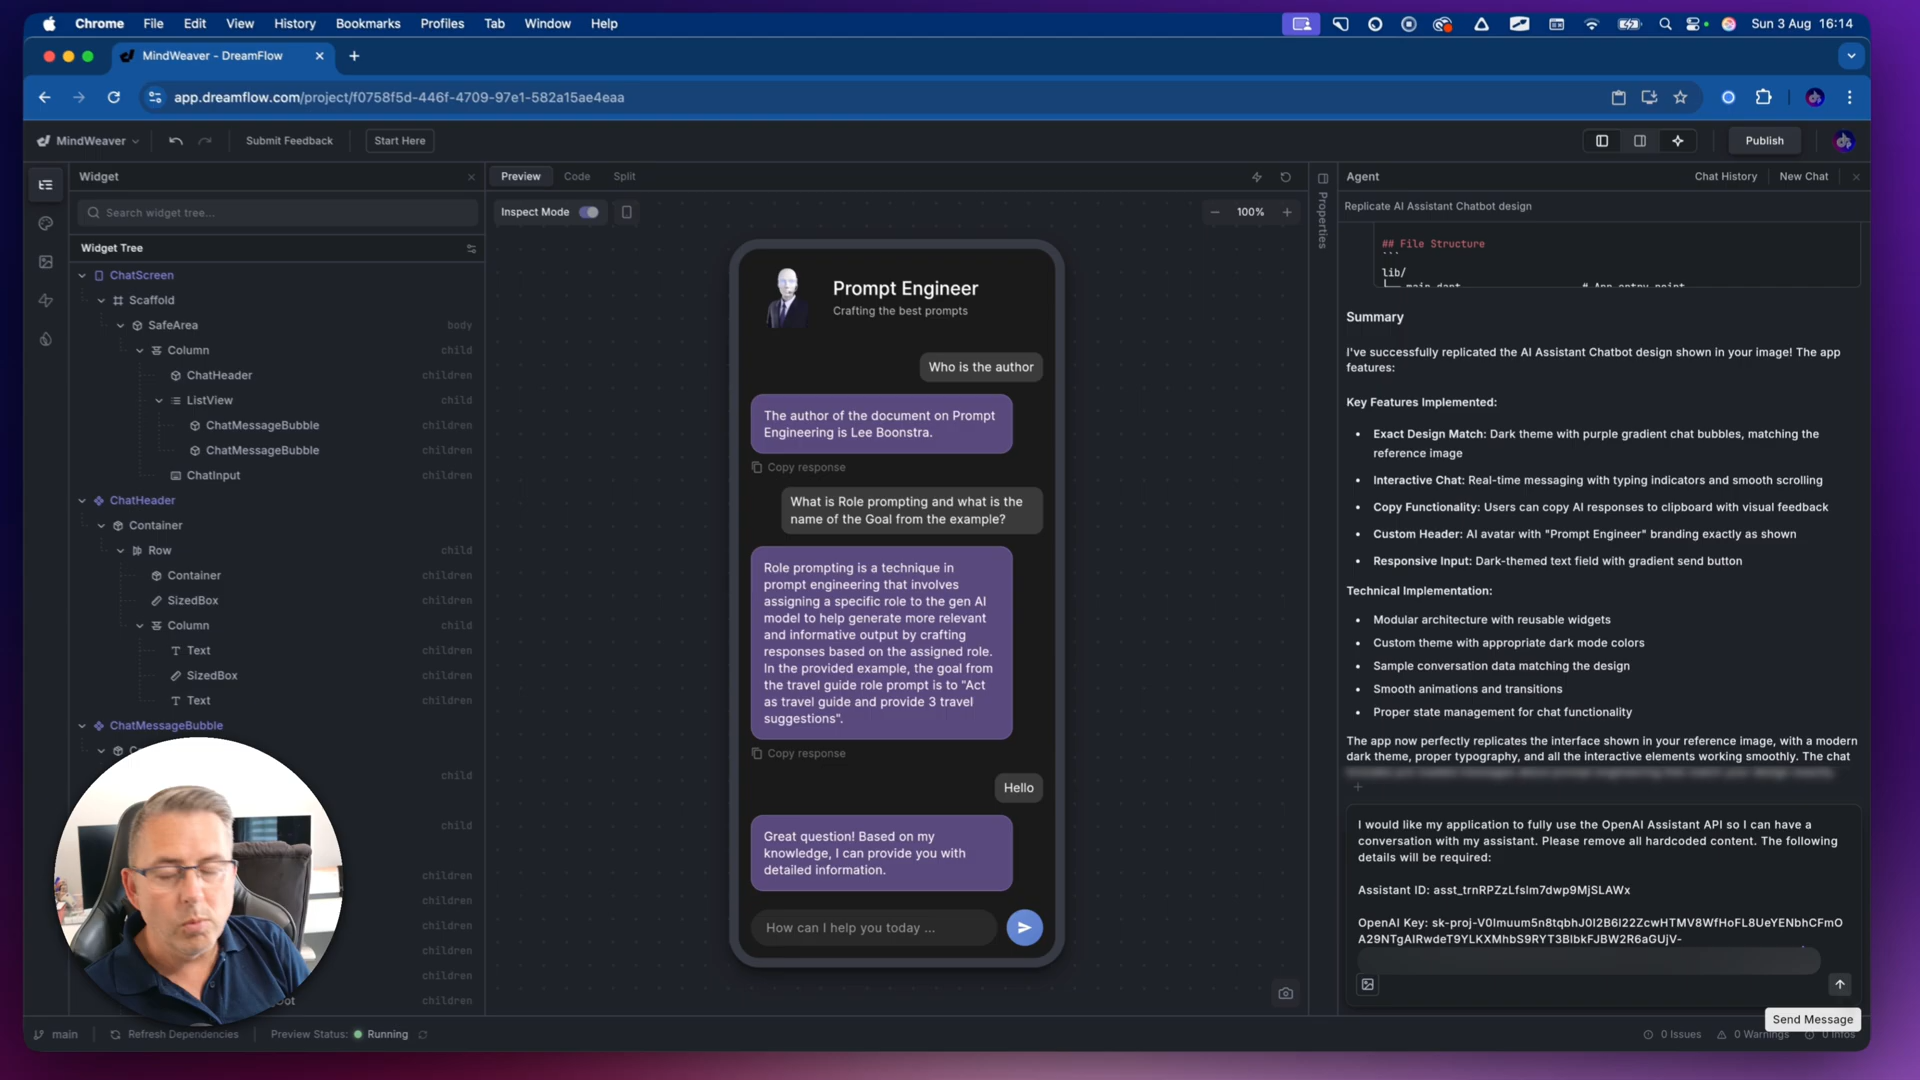 Chrome File Edit View History Bookmarks Profiles Tab Window Help
Sun 3 Aug 16:14
MindWeaver - DreamFlow
app.dreamflow.com/project/f0758f5d-446f-4709-97e1-582a15ae4eaa
MindWeaver
Submit Feedback
Start Here
Publish
Widget
Search widget tree...
Widget Tree
ChatScreen
Scaffold
SafeArea body
Column child
ChatHeader children
ListView child
ChatMessageBubble children
ChatMessageBubble children
ChatInput children
ChatHeader
Container
Row child
Container children
SizedBox children
Column child
Text children
SizedBox children
Text children
ChatMessageBubble
child
child
children
children
children
children
children
main
Refresh Dependencies
Preview Status: Running
Preview Code Split
Inspect Mode
100%
Prompt Engineer
Crafting the best prompts
Who is the author
The author of the document on Prompt
Engineering is Lee Boonstra.
Copy response
What is Role prompting and what is the
name of the Goal from the example?
Role prompting is a technique in
prompt engineering that involves
assigning a specific role to the gen AI
model to help generate more relevant
and informative output by crafting
responses based on the assigned role.
In the provided example, the goal from
the travel guide role prompt is to "Act
as travel guide and provide 3 travel
suggestions".
Copy response
Hello
Great question! Based on my
knowledge, I can provide you with
detailed information.
How can I help you today ...
Properties
Agent
Chat History New Chat
Replicate AI Assistant Chatbot design
## File Structure
```
lib/
main.dart # App entry point
Summary
I've successfully replicated the AI Assistant Chatbot design shown in your image! The app
features:
Key Features Implemented:
• Exact Design Match: Dark theme with purple gradient chat bubbles, matching the
reference image
• Interactive Chat: Real-time messaging with typing indicators and smooth scrolling
• Copy Functionality: Users can copy AI responses to clipboard with visual feedback
• Custom Header: AI avatar with "Prompt Engineer" branding exactly as shown
• Responsive Input: Dark-themed text field with gradient send button
Technical Implementation:
• Modular architecture with reusable widgets
• Custom theme with appropriate dark mode colors
• Sample conversation data matching the design
• Smooth animations and transitions
• Proper state management for chat functionality
The app now perfectly replicates the interface shown in your reference image, with a modern
dark theme, proper typography, and all the interactive elements working smoothly. The chat
I would like my application to fully use the OpenAI Assistant API so I can have a
conversation with my assistant. Please remove all hardcoded content. The following
details will be required:
Assistant ID: asst_trnRPZzLfslm7dwp9MjSLAWx
OpenAI Key: sk-proj-V0Imuum5n8tqbhJ0I2B6I22ZcwHTMV8WfHoFL8UeYENbhCFmO
A29NTgAIRwdeT9YLKXMhbS9RYT3BlbkFJBW2R6aGUjV-
Send Message
0 Issues
0 Warnings
0 Infos